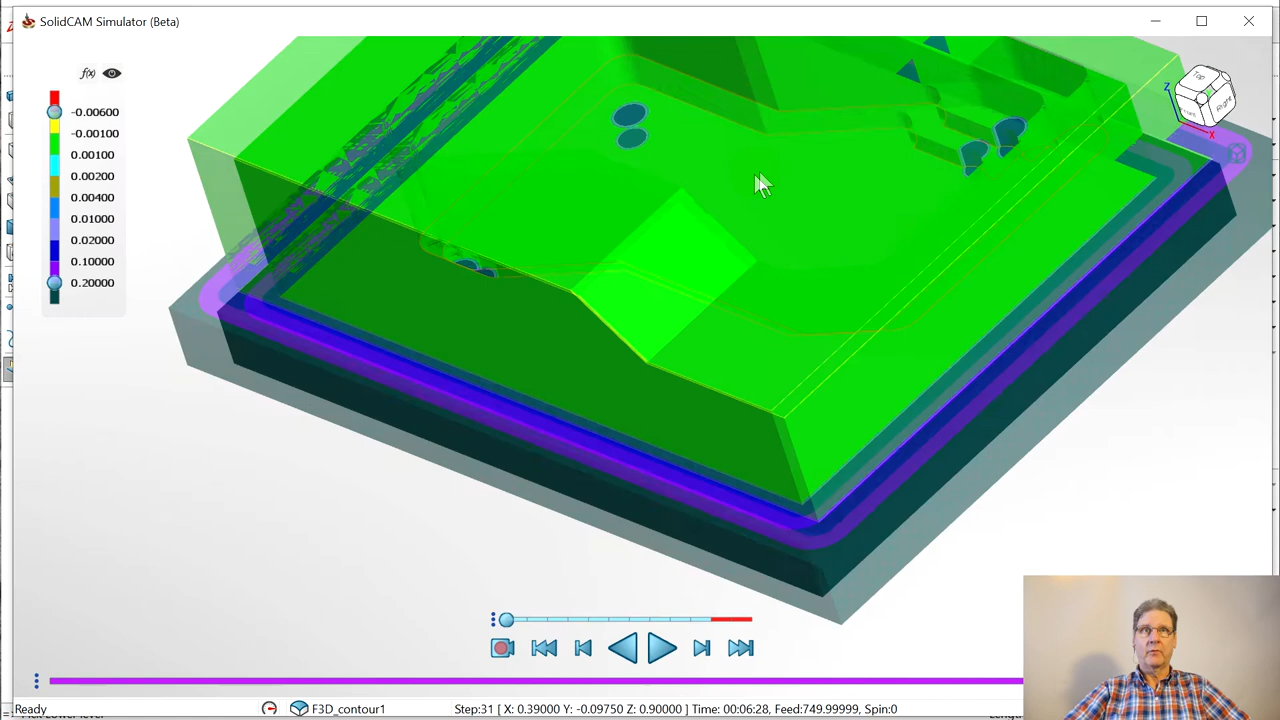 SolidCAM Simulator (Beta)
f(x)
-0.00600
-0.00100
0.00100
0.00200
0.00400
0.01000
0.02000
0.10000
0.20000
Top
Right
Z
X
Ready
F3D_contour1
Step:31 [ X: 0.39000 Y: -0.09750 Z: 0.90000 ]
Time: 00:06:28, Feed:749.99999, Spin:0